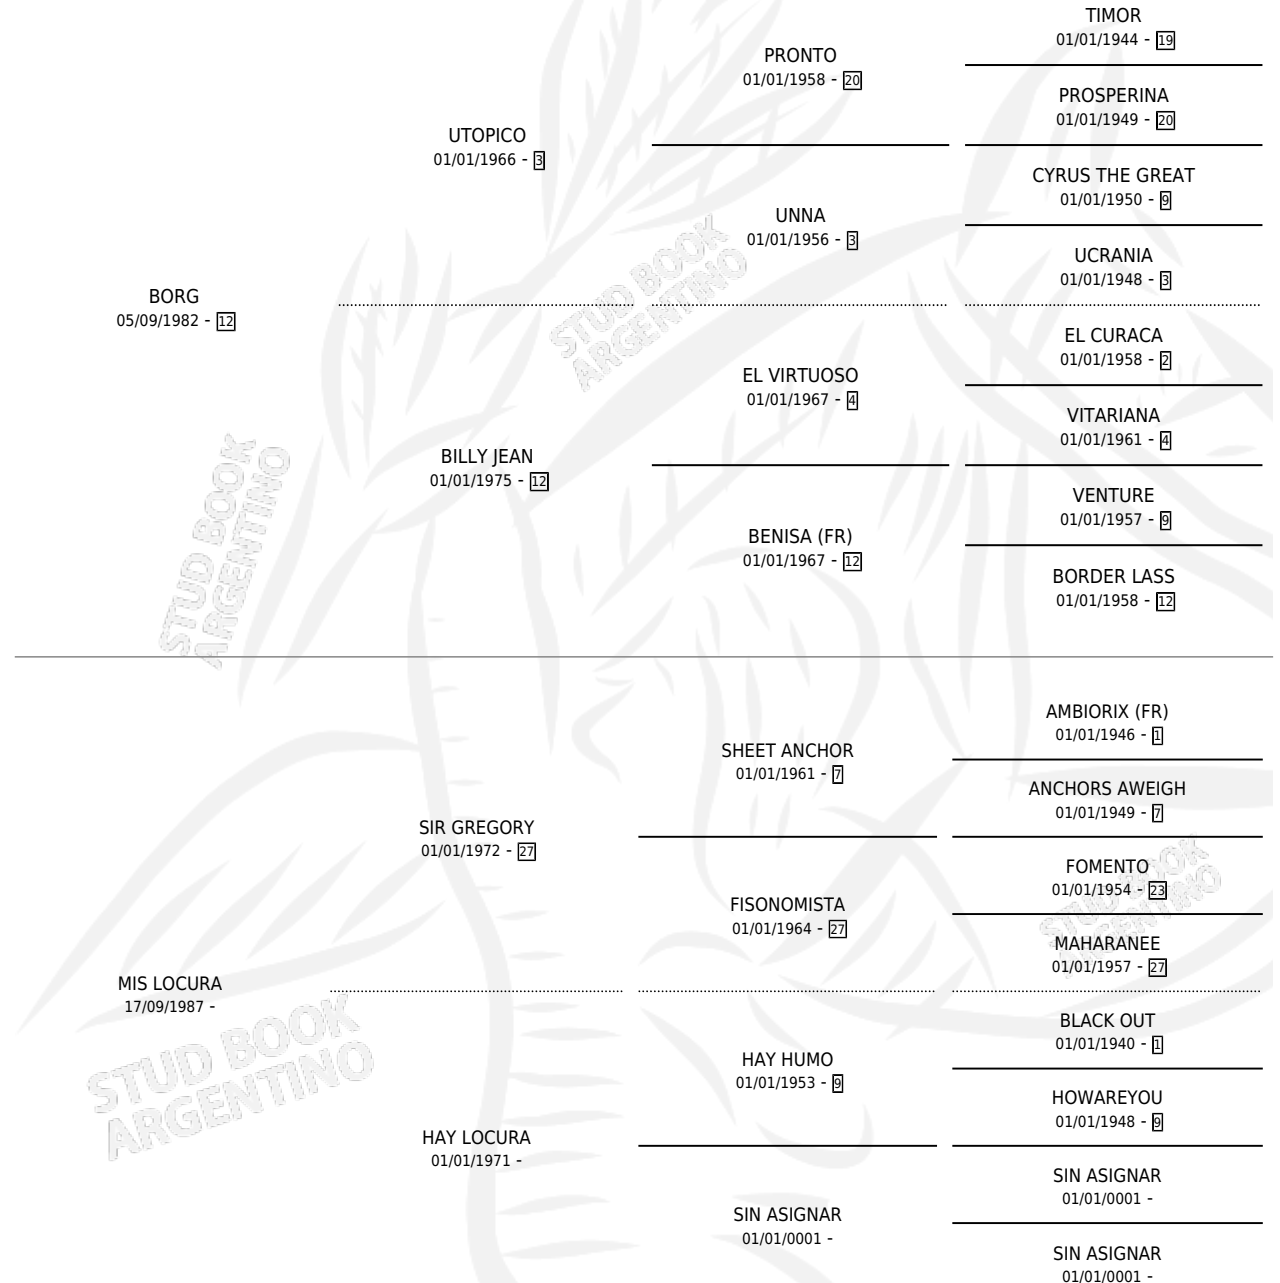 TIMOR
01/01/1944 - 19
PRONTO
01/01/1958 - 20
PROSPERINA
01/01/1949 - 20
UTOPICO
01/01/1966 - 3
CYRUS THE GREAT
01/01/1950 - 9
UNNA
01/01/1956 - 3
UCRANIA
01/01/1948 - 3
BORG
05/09/1982 - 12
EL CURACA
01/01/1958 - 2
EL VIRTUOSO
01/01/1967 - 4
VITARIANA
01/01/1961 - 4
BILLY JEAN
01/01/1975 - 12
VENTURE
01/01/1957 - 9
BENISA (FR)
01/01/1967 - 12
BORDER LASS
01/01/1958 - 12
STUD BOOK
ARGENTINO
STUD BOOK
ARGENTINO
AMBIORIX (FR)
01/01/1946 - 1
SHEET ANCHOR
01/01/1961 - 7
ANCHORS AWEIGH
01/01/1949 - 7
SIR GREGORY
01/01/1972 - 27
FOMENTO
01/01/1954 - 23
FISONOMISTA
01/01/1964 - 27
MAHARANEE
01/01/1957 - 27
STUD BOOK
ARGENTINO
MIS LOCURA
17/09/1987 -
BLACK OUT
01/01/1940 - 1
HAY HUMO
01/01/1953 - 9
HOWAREYOU
01/01/1948 - 9
HAY LOCURA
01/01/1971 -
SIN ASIGNAR
01/01/0001 -
SIN ASIGNAR
01/01/0001 -
SIN ASIGNAR
01/01/0001 -
STUD BOOK
ARGENTINO